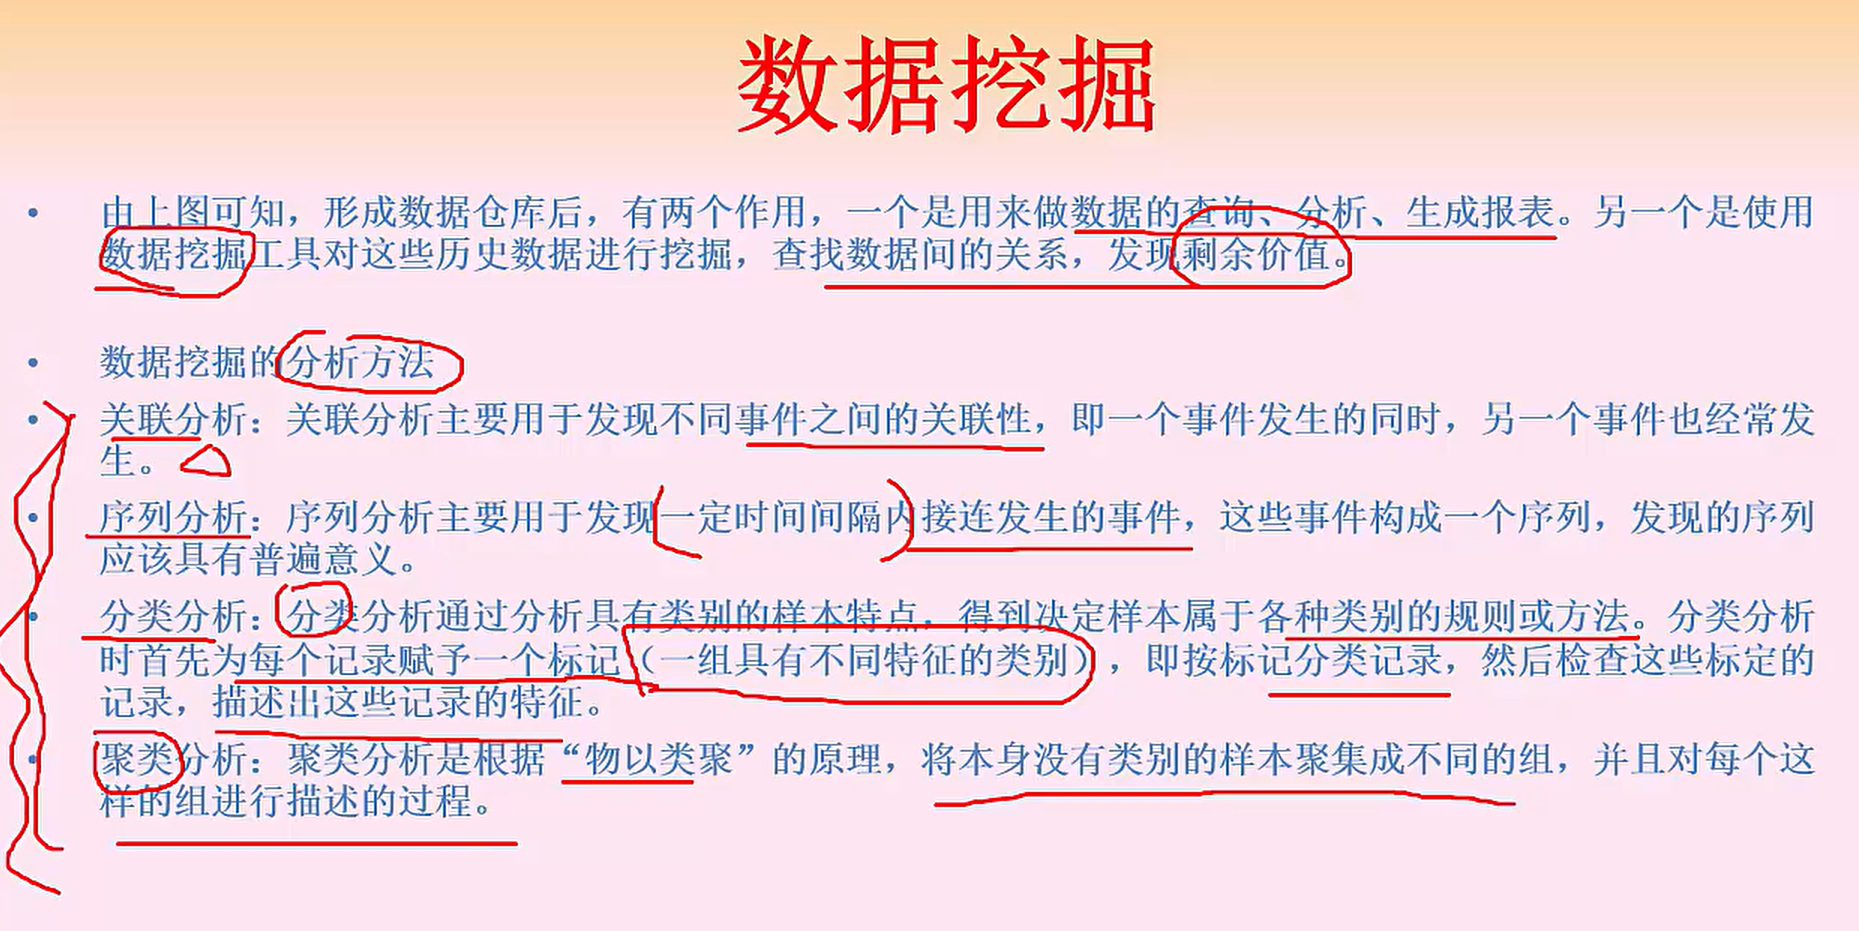 数据挖掘
• 由上图可知，形成数据仓库后，有两个作用，一个是用来做数据的查询、分析、生成报表。另一个是使用
数据挖掘工具对这些历史数据进行挖掘，查找数据间的关系，发现剩余价值。
• 数据挖掘的分析方法
• 关联分析：关联分析主要用于发现不同事件之间的关联性，即一个事件发生的同时，另一个事件也经常发
生。
• 序列分析：序列分析主要用于发现一定时间间隔内接连发生的事件，这些事件构成一个序列，发现的序列
应该具有普遍意义。
• 分类分析：分类分析通过分析具有类别的样本特点，得到决定样本属于各种类别的规则或方法。分类分析
时首先为每个记录赋予一个标记（一组具有不同特征的类别），即按标记分类记录，然后检查这些标定的
记录，描述出这些记录的特征。
• 聚类分析：聚类分析是根据“物以类聚”的原理，将本身没有类别的样本聚集成不同的组，并且对每个这
样的组进行描述的过程。